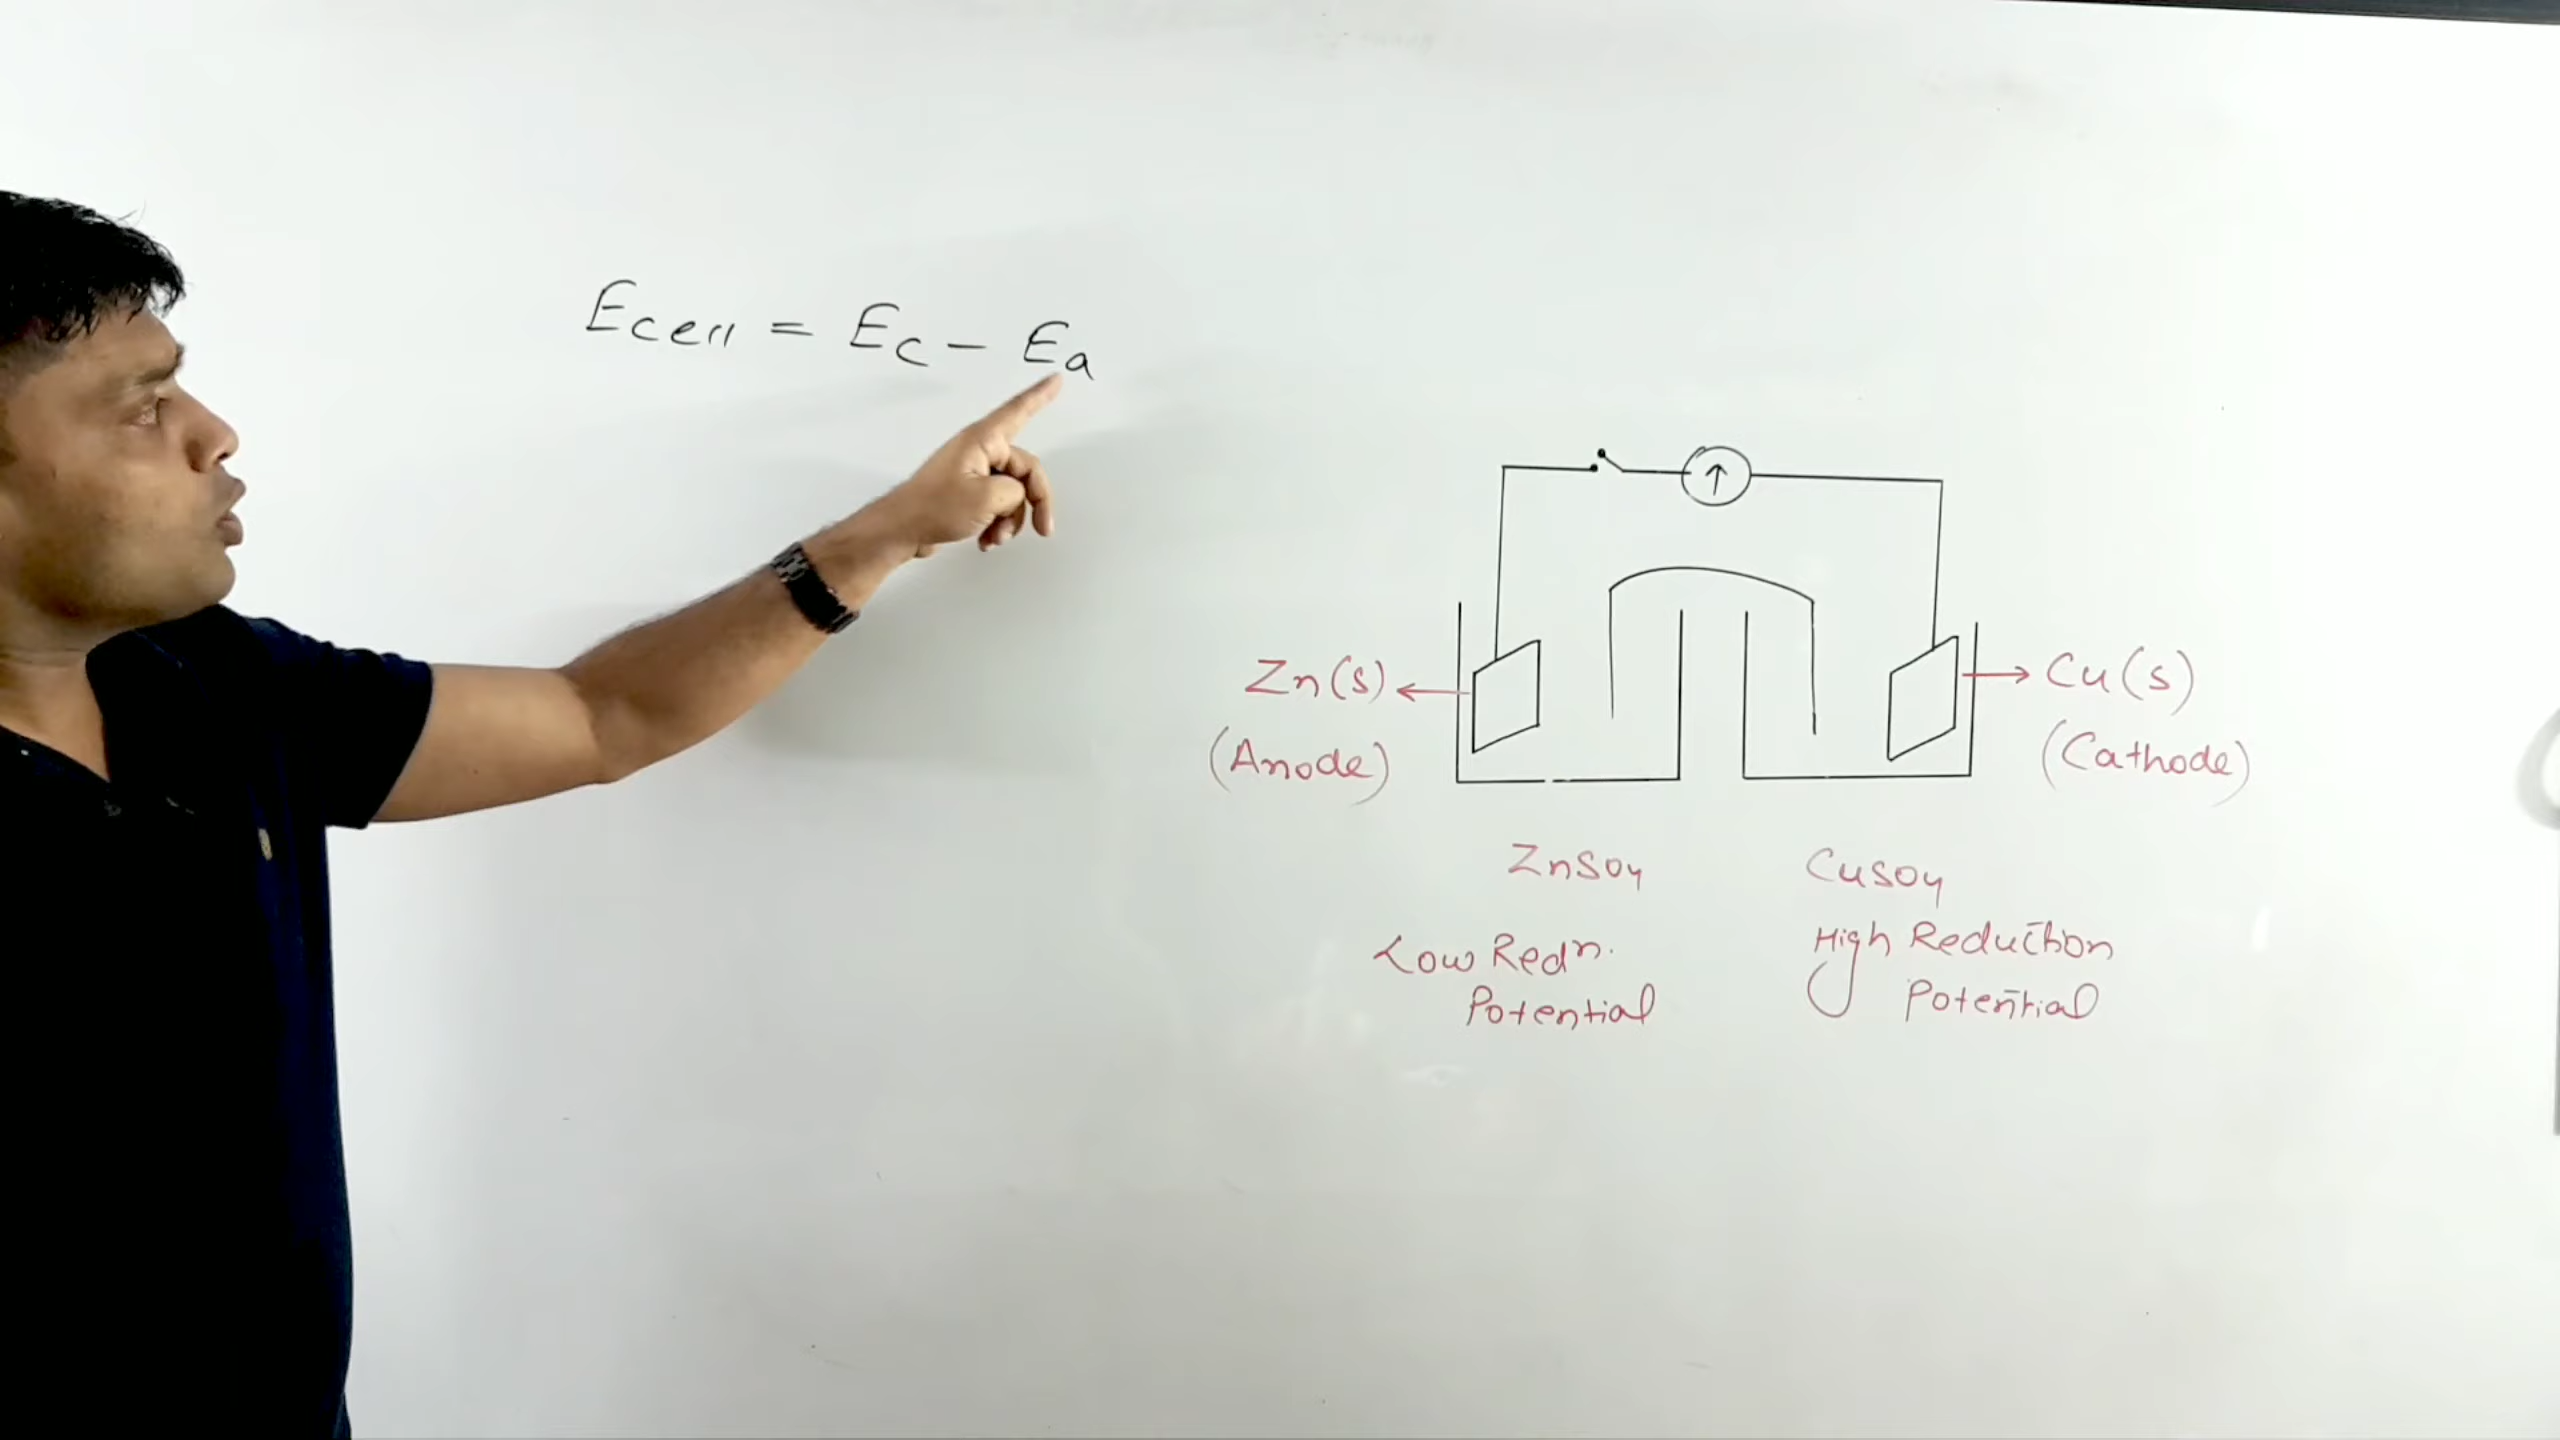 Ecell = Ec - Ea
Zn(s)
(Anode)
Cu(s)
(Cathode)
ZnSO4
CuSO4
Low Redn.
Potential
High Reduction
Potential